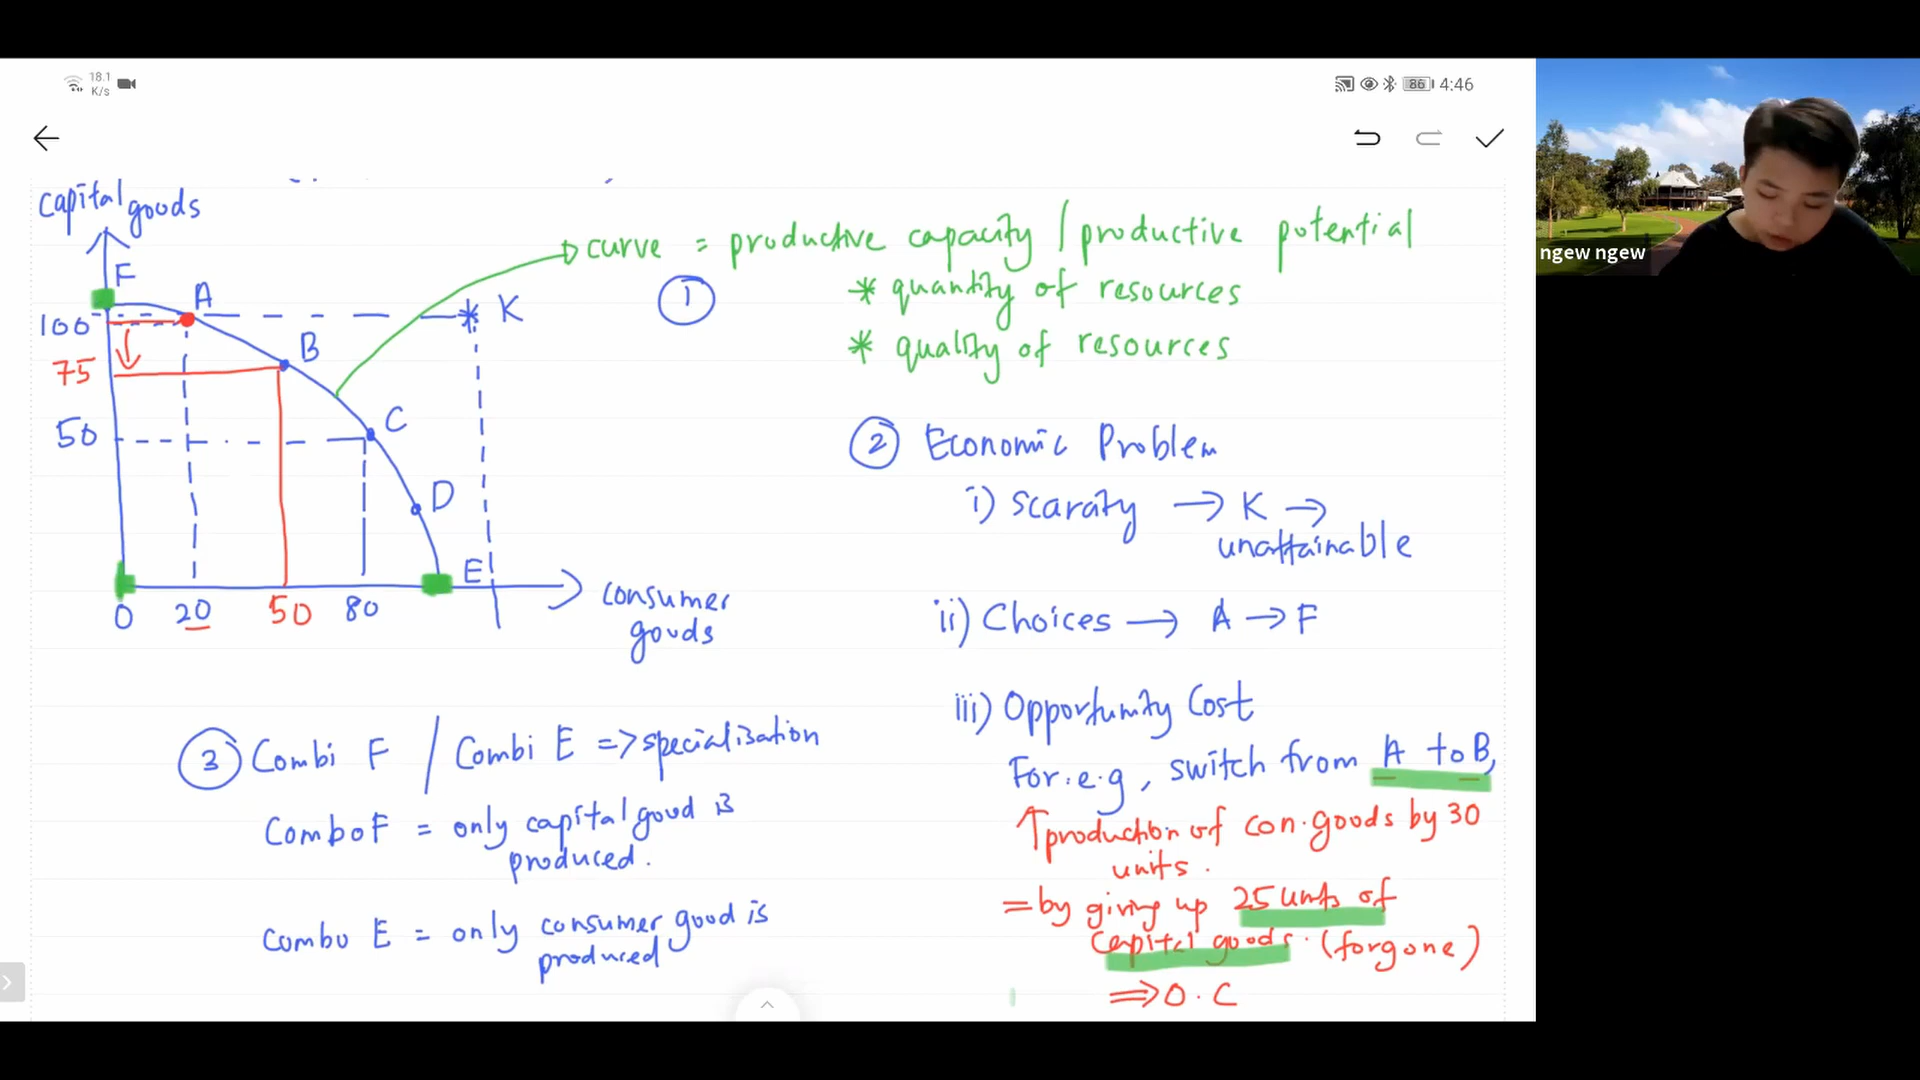 18.1
K/s
86
4:46
Capital goods
F
A
K
100
B
75
C
50
D
E
0
20
50
80
consumer
goods
curve = productive capacity / productive potential
1
* quantity of resources
* quality of resources
2 Economic Problem
i) Scarcity → K →
unattainable
ii) Choices → A → F
iii) Opportunity Cost
For.e.g, switch from A to B,
↑production of con.goods by 30
units.
= by giving up 25 units of
capital goods. (forgone)
⇒ O.C
3 Combi F / Combi E => specialisation
Combo F = only capital good is
produced.
Combo E = only consumer good is
produced
ngew ngew